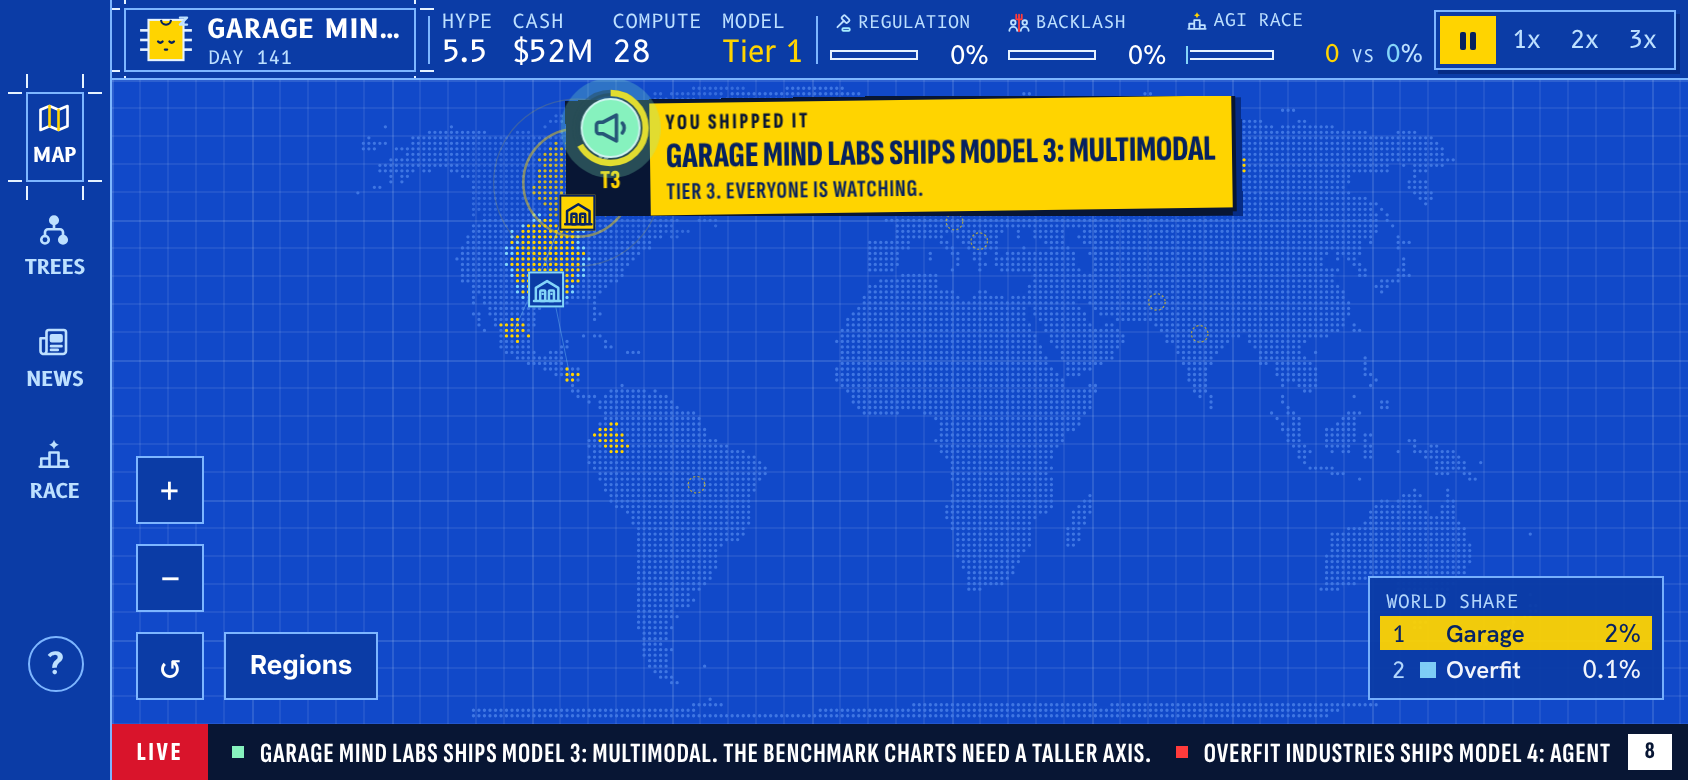 GARAGE MIN...
DAY 141
HYPE
5.5
CASH
$52M
COMPUTE
28
MODEL
Tier 1
REGULATION
0%
BACKLASH
0%
AGI RACE
0 VS 0%
1x
2x
3x
MAP
TREES
NEWS
RACE
?
T3
YOU SHIPPED IT
GARAGE MIND LABS SHIPS MODEL 3: MULTIMODAL
TIER 3. EVERYONE IS WATCHING.
+
−
↺
Regions
WORLD SHARE
1 Garage 2%
2 Overfit 0.1%
LIVE
GARAGE MIND LABS SHIPS MODEL 3: MULTIMODAL. THE BENCHMARK CHARTS NEED A TALLER AXIS.
OVERFIT INDUSTRIES SHIPS MODEL 4: AGENT
8